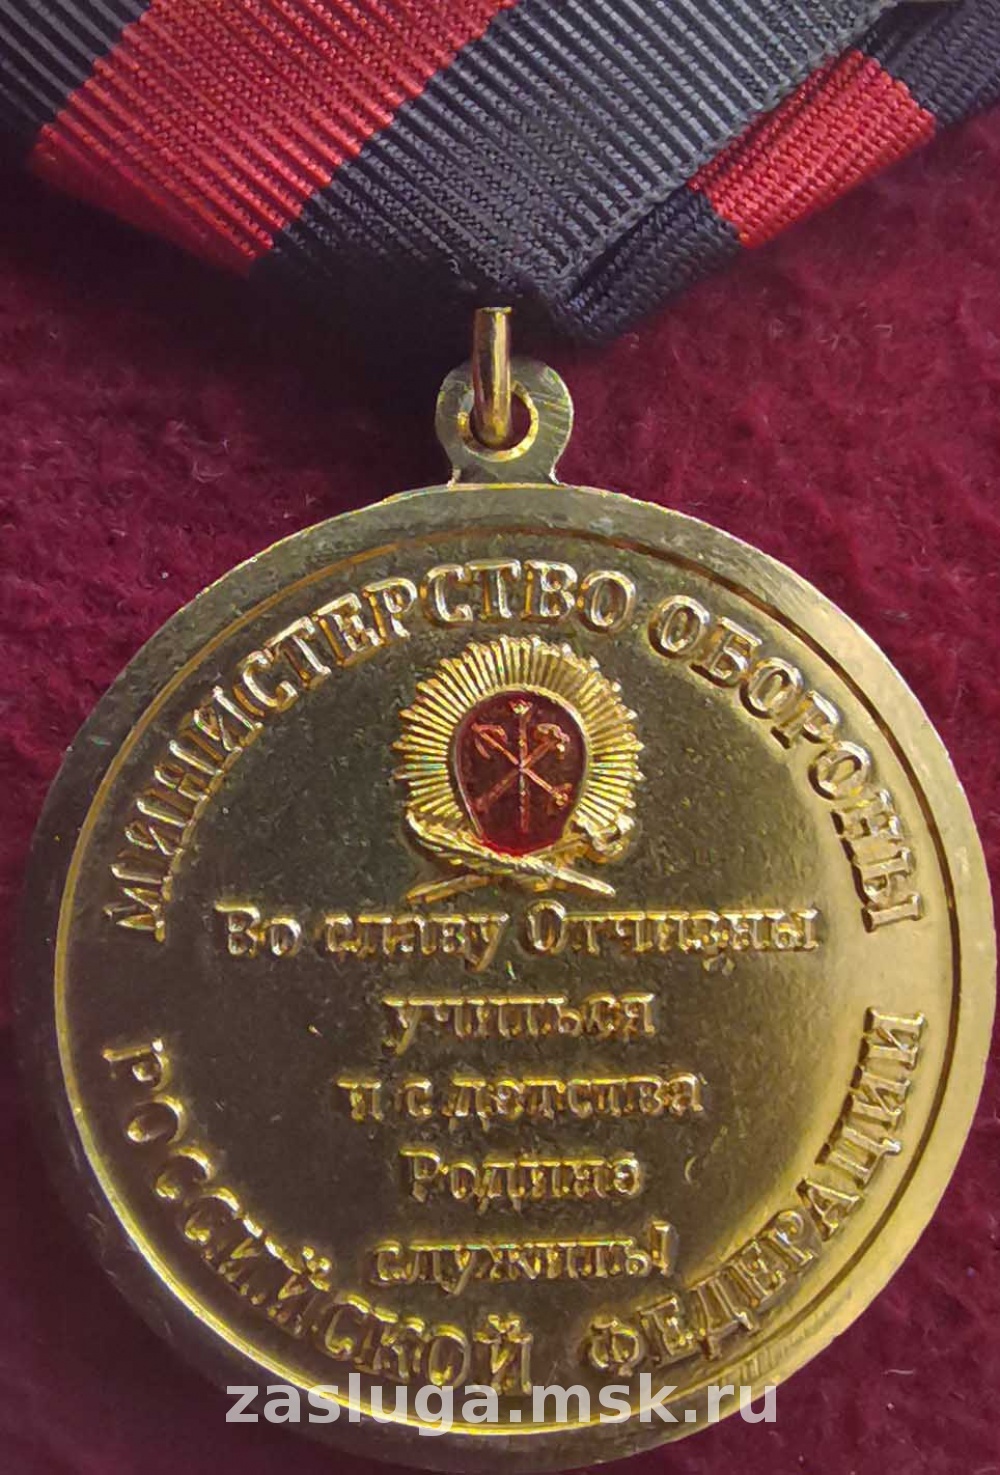 МИНИСТЕРСТВО ОБОРОНЫ
Во славу Отчизны
учиться
и с детства
Родине
служить!
РОССИЙСКОЙ ФЕДЕРАЦИИ
zasluga.msk.ru